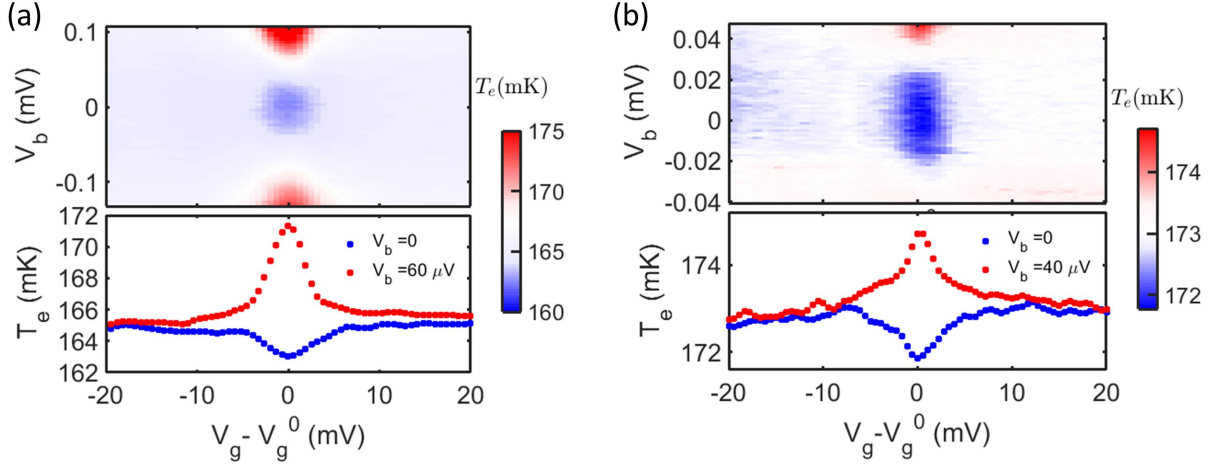 (a)
0.1
0
-0.1
V_b (mV)
T_e(mK)
175
170
165
160
172
170
168
166
164
162
T_e (mK)
V_b =0
V_b =60 μV
-20
-10
0
10
20
V_g- V_g^0 (mV)
(b)
0.04
0.02
0
-0.02
-0.04
V_b (mV)
T_e(mK)
174
173
172
174
172
T_e (mK)
V_b =0
V_b =40 μV
-20
-10
0
10
20
V_g-V_g^0 (mV)